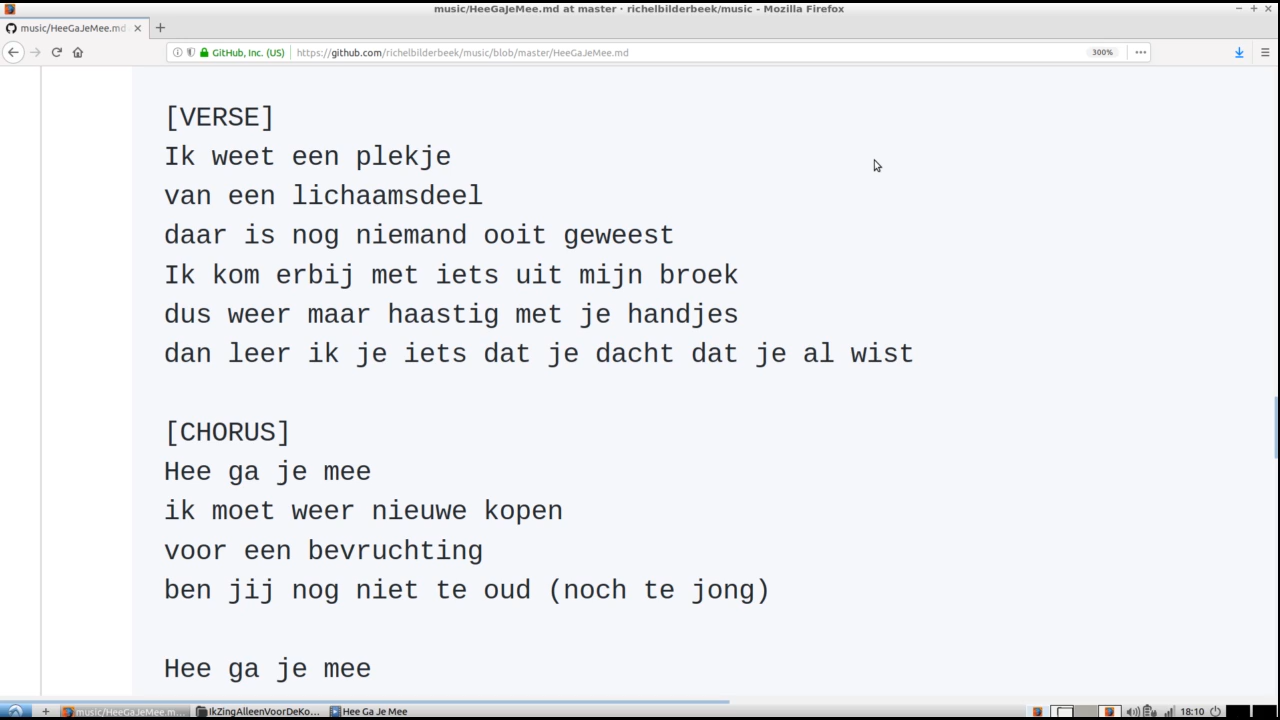 music/HeeGaJeMee.md at master · richelbilderbeek/music - Mozilla Firefox
music/HeeGaJeMee.md
GitHub, Inc. (US)
https://github.com/richelbilderbeek/music/blob/master/HeeGaJeMee.md
300%
[VERSE]
Ik weet een plekje
van een lichaamsdeel
daar is nog niemand ooit geweest
Ik kom erbij met iets uit mijn broek
dus weer maar haastig met je handjes
dan leer ik je iets dat je dacht dat je al wist
[CHORUS]
Hee ga je mee
ik moet weer nieuwe kopen
voor een bevruchting
ben jij nog niet te oud (noch te jong)
Hee ga je mee
music/HeeGaJeMee.m...
IkZingAlleenVoorDeKo...
Hee Ga Je Mee
18:10